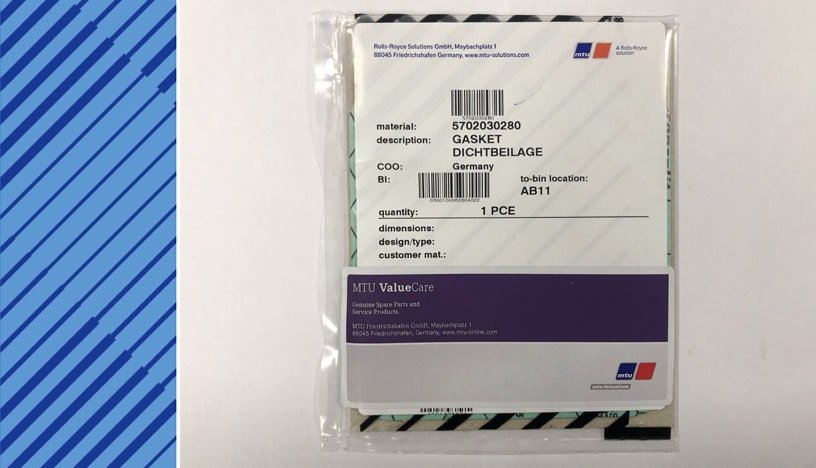 Rolls-Royce Solutions GmbH, Maybachplatz 1
88045 Friedrichshafen Germany, www.mtu-solutions.com
mtu
A Rolls-Royce
solution
5702030280
material: 5702030280
description: GASKET
DICHTBEILAGE
COO: Germany
BI: to-bin location:
AB11
quantity: 1 PCE
dimensions:
design/type:
customer mat.:
MTU ValueCare
Genuine Spare Parts and
Service Products.
MTU Friedrichshafen GmbH, Maybachplatz 1
88045 Friedrichshafen, Germany, www.mtu-online.com
mtu
mtu ValueCare